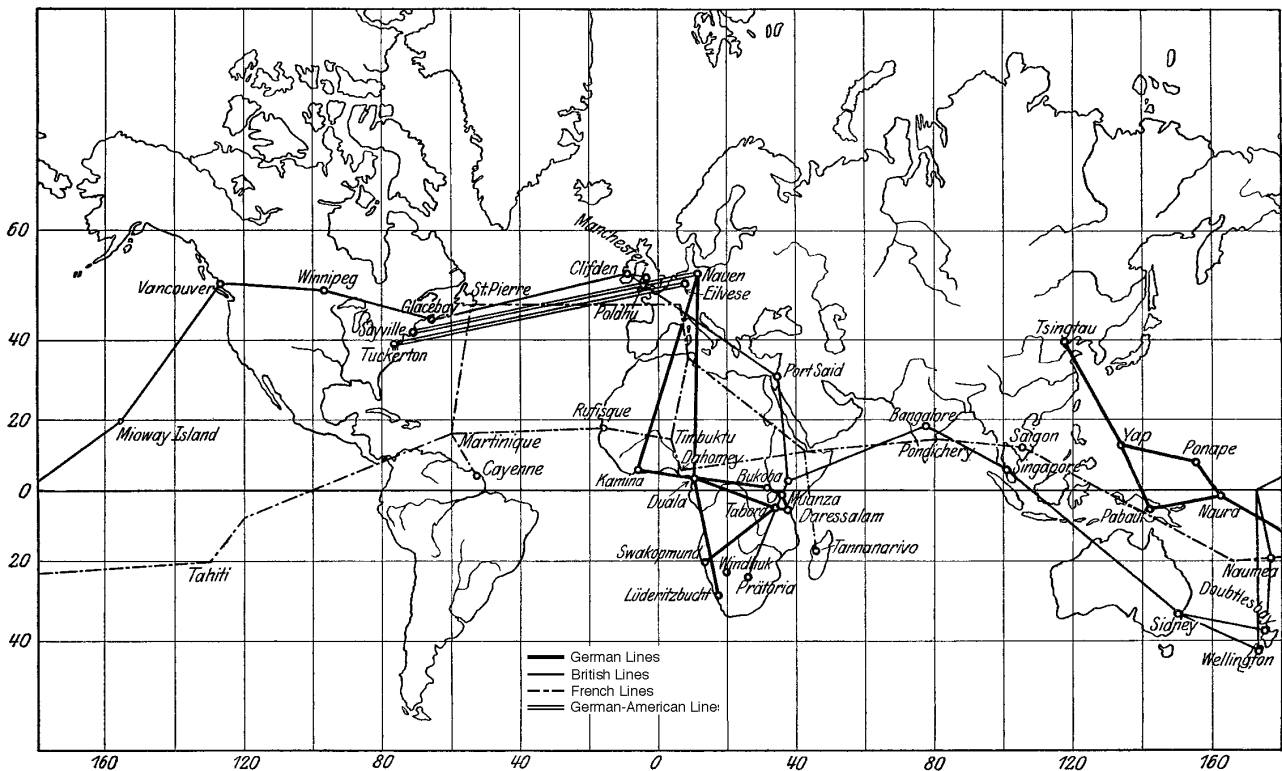 60
40
20
0
20
40
Manchester
Clifden
Nauen
Eilvese
Vancouver
Winnipeg
St.Pierre
Glacebay
Poldhu
Sayville
Tuckerton
Tsingtau
Port Said
Mioway Island
Rufisque
Bangalore
Martinique
Timbuktu
Pondichery
Saigon
Yap
Ponape
Cayenne
Dahomey
Singapore
Kamina
Bukoba
Duala
Muanza
Tabora
Daressalam
Pabaul
Naura
Swakopmund
Windhuk
Tannanarivo
Tahiti
Prätoria
Naumea
Lüderitzbucht
Doubtlesbay
Sidney
Wellington
German Lines
British Lines
French Lines
German-American Lines
160 120 80 40 0 40 80 120 160